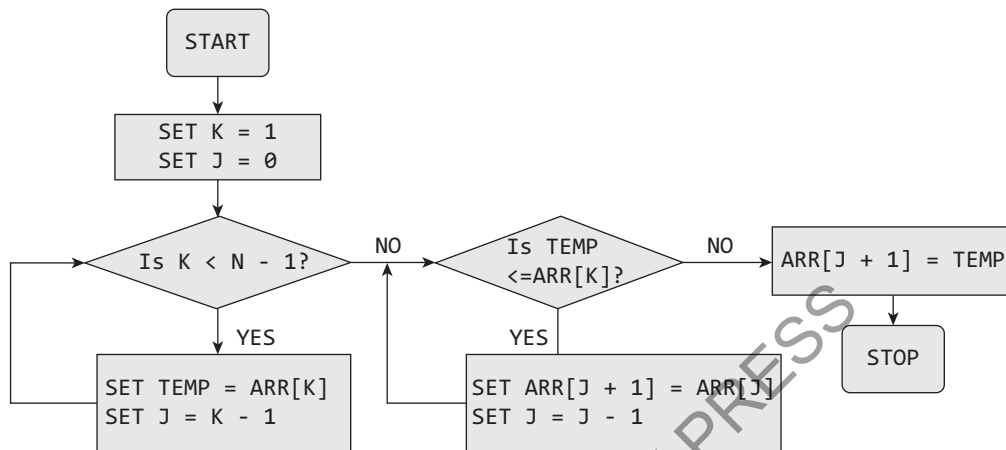 START
SET K = 1
SET J = 0
Is K < N - 1?
NO
YES
SET TEMP = ARR[K]
SET J = K - 1
Is TEMP
<=ARR[K]?
NO
YES
SET ARR[J + 1] = ARR[J]
SET J = J - 1
ARR[J + 1] = TEMP
STOP
PRESS